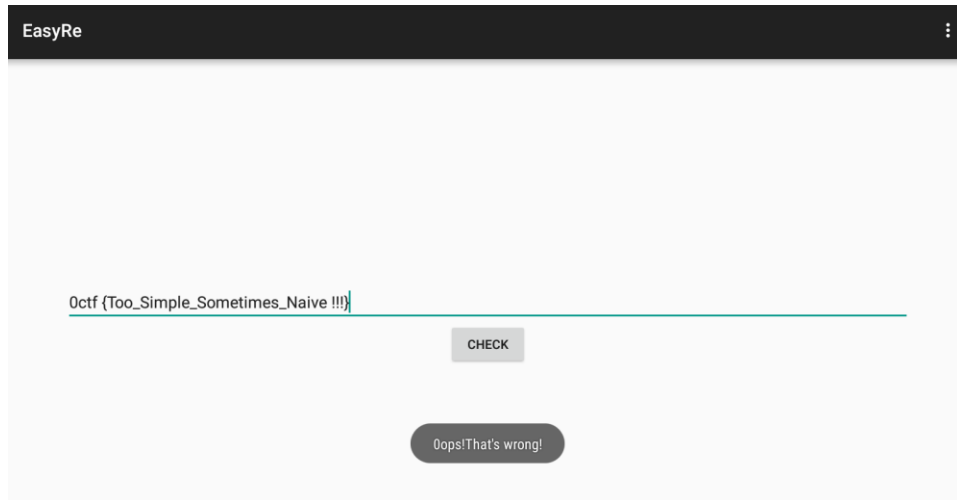 EasyRe
0ctf {Too_Simple_Sometimes_Naive !!!}
CHECK
0ops!That's wrong!